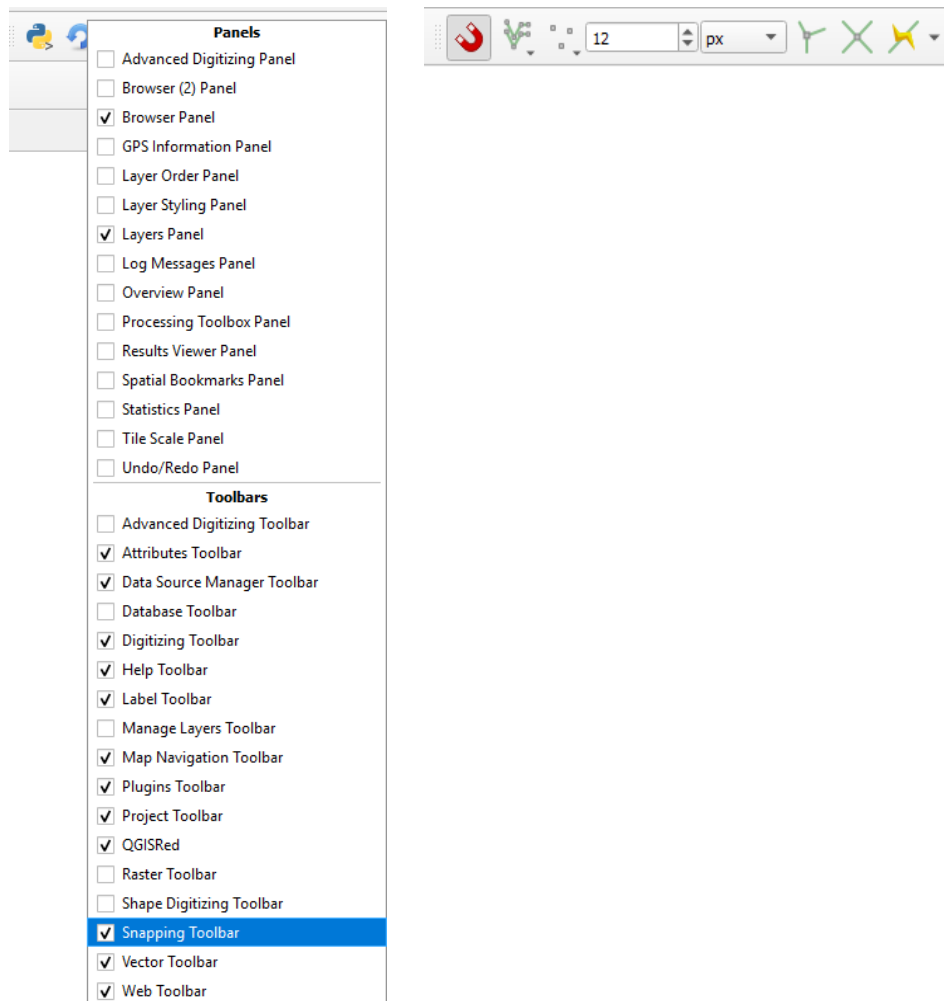 Panels
Advanced Digitizing Panel
Browser (2) Panel
Browser Panel
GPS Information Panel
Layer Order Panel
Layer Styling Panel
Layers Panel
Log Messages Panel
Overview Panel
Processing Toolbox Panel
Results Viewer Panel
Spatial Bookmarks Panel
Statistics Panel
Tile Scale Panel
Undo/Redo Panel
Toolbars
Advanced Digitizing Toolbar
Attributes Toolbar
Data Source Manager Toolbar
Database Toolbar
Digitizing Toolbar
Help Toolbar
Label Toolbar
Manage Layers Toolbar
Map Navigation Toolbar
Plugins Toolbar
Project Toolbar
QGISRed
Raster Toolbar
Shape Digitizing Toolbar
Snapping Toolbar
Vector Toolbar
Web Toolbar
12 px